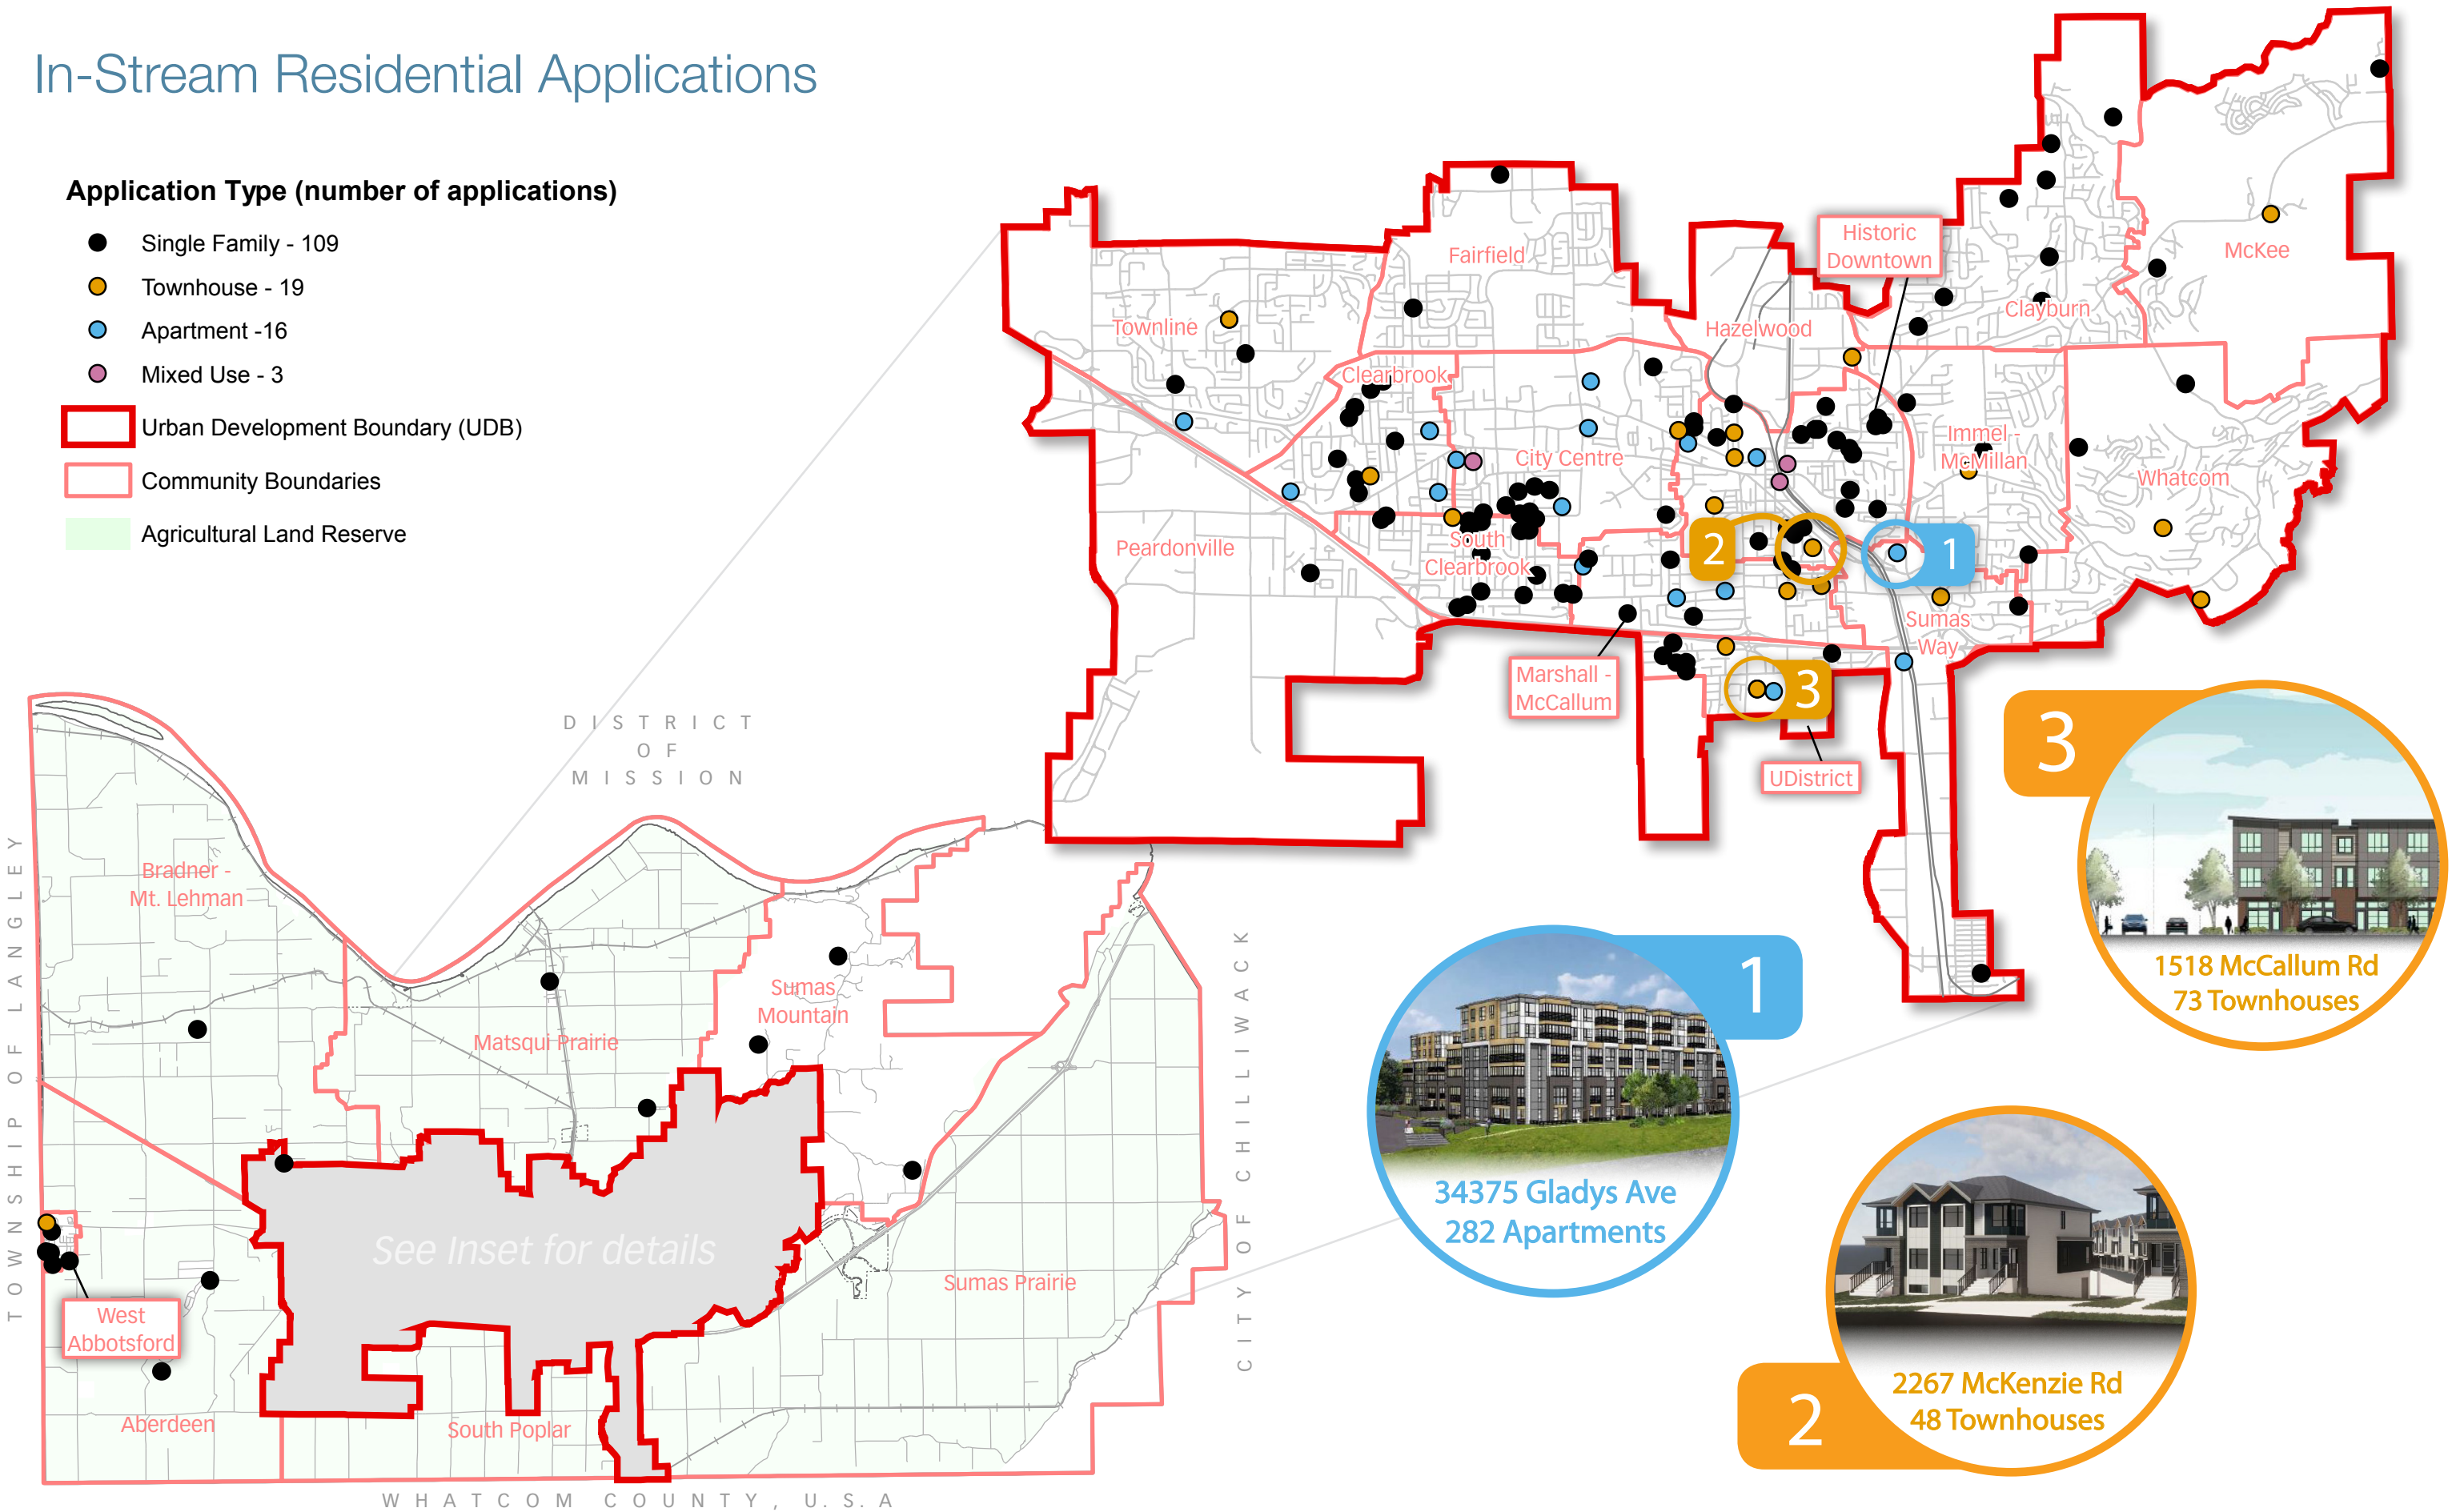 In-Stream Residential Applications
Application Type (number of applications)
Single Family - 109
Townhouse - 19
Apartment -16
Mixed Use - 3
Urban Development Boundary (UDB)
Community Boundaries
Agricultural Land Reserve
Historic
Downtown
Fairfield
McKee
Townline
Hazelwood
Clayburn
Clearbrook
City Centre
Immel -
McMillan
Whatcom
Peardonville
South
Clearbrook
2
1
Sumas
Way
Marshall -
McCallum
3
UDistrict
DISTRICT
OF
MISSION
TOWNSHIP OF LANGLEY
CITY OF CHILLIWACK
WHATCOM COUNTY, U.S.A
Bradner -
Mt. Lehman
Matsqui Prairie
Sumas
Mountain
See Inset for details
Sumas Prairie
West
Abbotsford
Aberdeen
South Poplar
3
1518 McCallum Rd
73 Townhouses
1
34375 Gladys Ave
282 Apartments
2267 McKenzie Rd
48 Townhouses
2